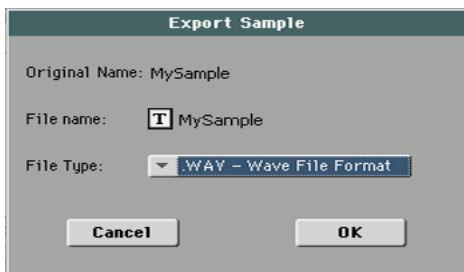 Export Sample
Original Name: MySample
File name: T MySample
File Type: .WAV – Wave File Format
Cancel OK